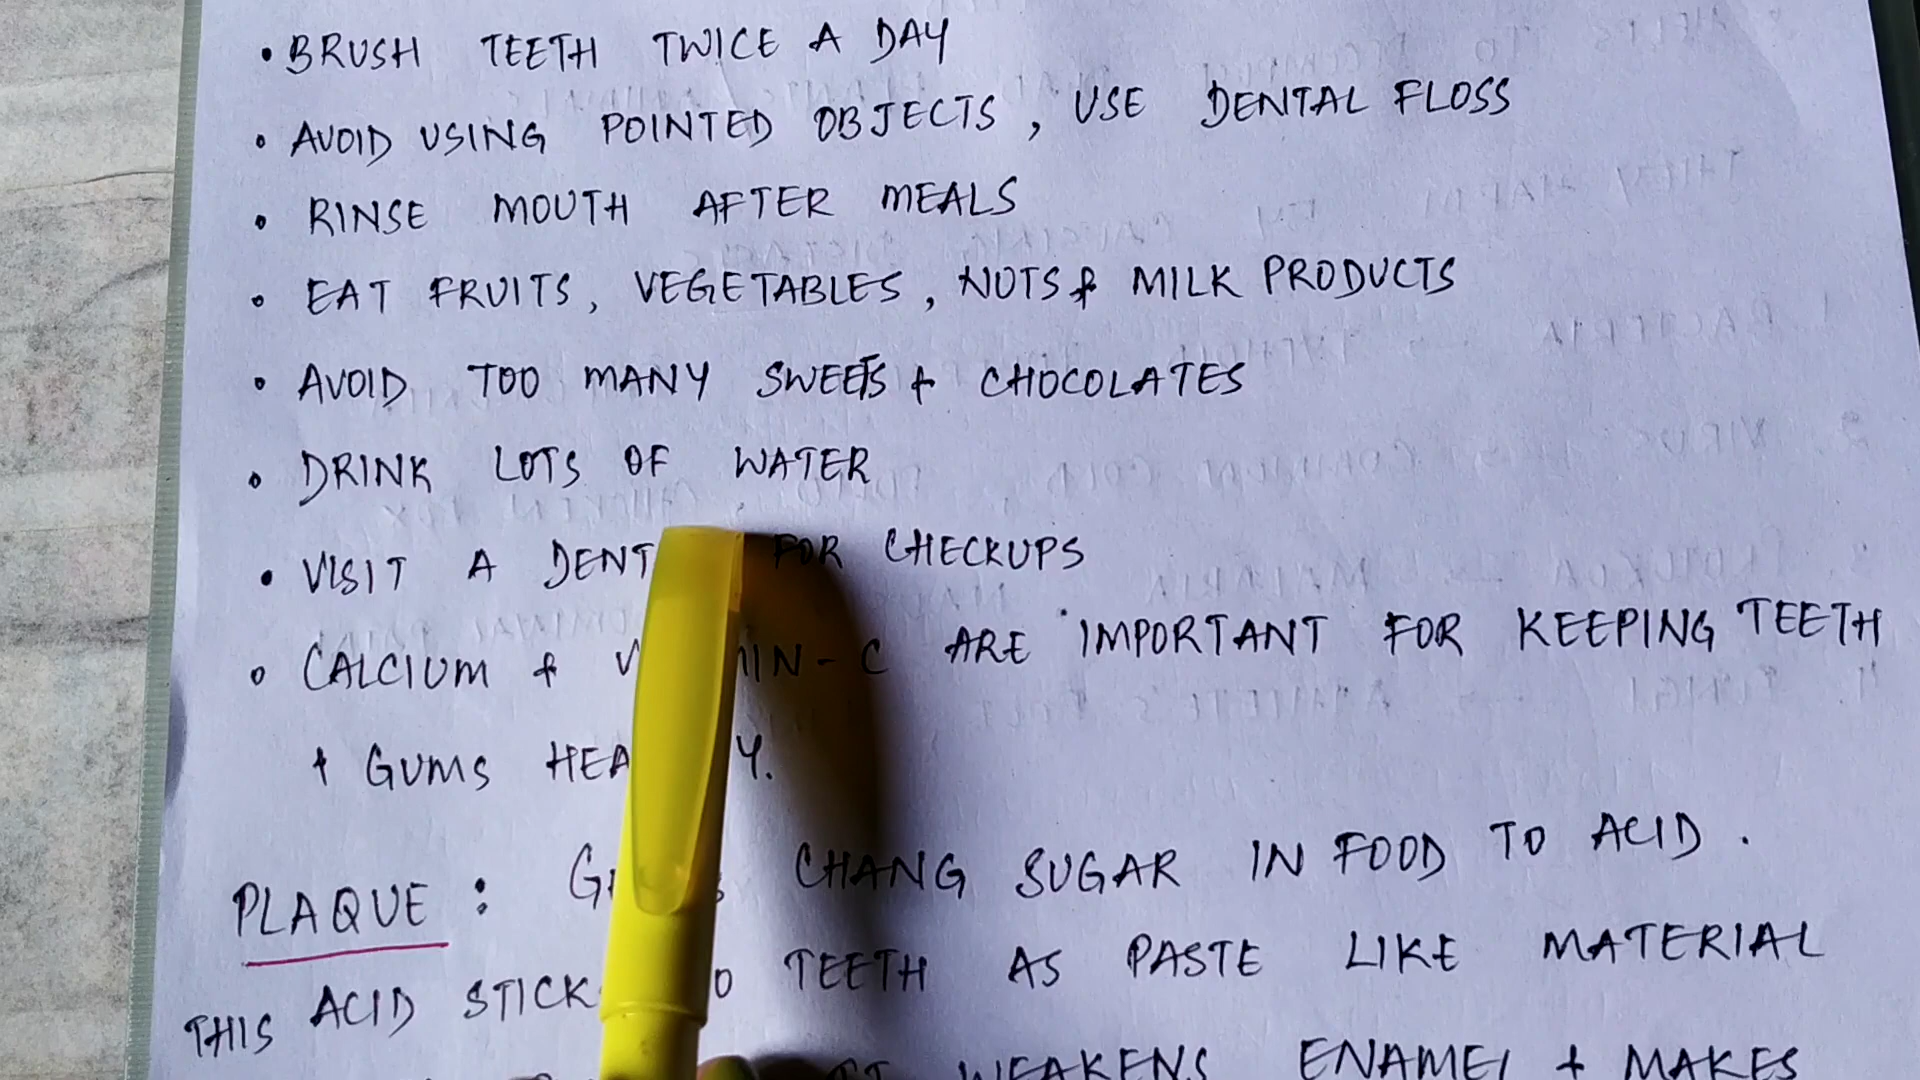 • BRUSH TEETH TWICE A DAY
• AVOID USING POINTED OBJECTS, USE DENTAL FLOSS
• RINSE MOUTH AFTER MEALS
• EAT FRUITS, VEGETABLES, NUTS & MILK PRODUCTS
• AVOID TOO MANY SWEETS & CHOCOLATES
• DRINK LOTS OF WATER
• VISIT A FOR CHECKUPS
• CALCIUM & C ARE IMPORTANT FOR KEEPING TEETH
& GUMS
PLAQUE : CHANG SUGAR IN FOOD TO ACID.
THIS ACID TEETH AS PASTE LIKE MATERIAL
WEAKENS ENAMEL & MAKES